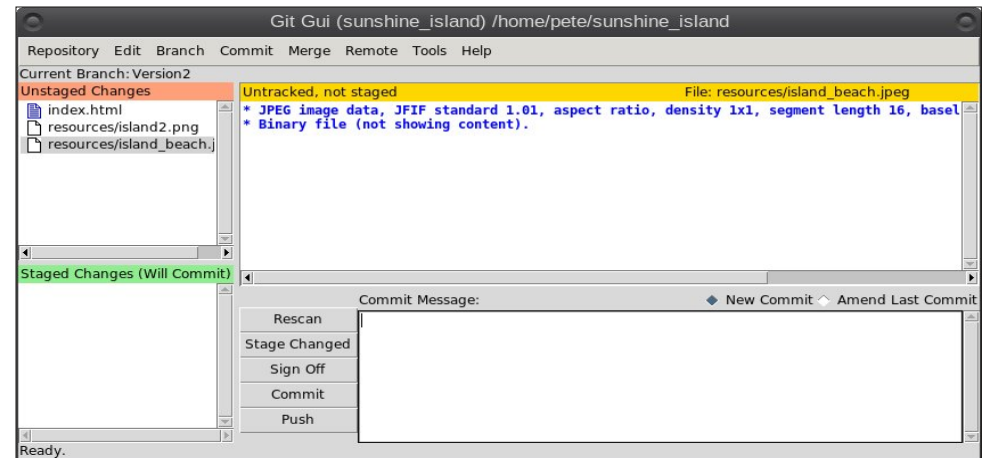 Git Gui (sunshine_island) /home/pete/sunshine_island
Repository Edit Branch Commit Merge Remote Tools Help
Current Branch: Version2
Unstaged Changes
index.html
resources/island2.png
resources/island_beach.j
Untracked, not staged File: resources/island_beach.jpeg
* JPEG image data, JFIF standard 1.01, aspect ratio, density 1x1, segment length 16, basel
* Binary file (not showing content).
Staged Changes (Will Commit)
Commit Message: New Commit Amend Last Commit
Rescan
Stage Changed
Sign Off
Commit
Push
Ready.